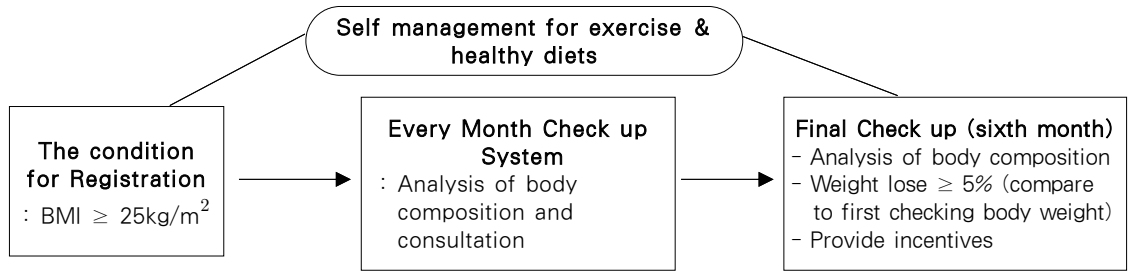 Self management for exercise &
healthy diets
The condition
for Registration
: BMI ≥ 25kg/m²
Every Month Check up
System
: Analysis of body
composition and
consultation
Final Check up (sixth month)
- Analysis of body composition
- Weight lose ≥ 5% (compare
to first checking body weight)
- Provide incentives